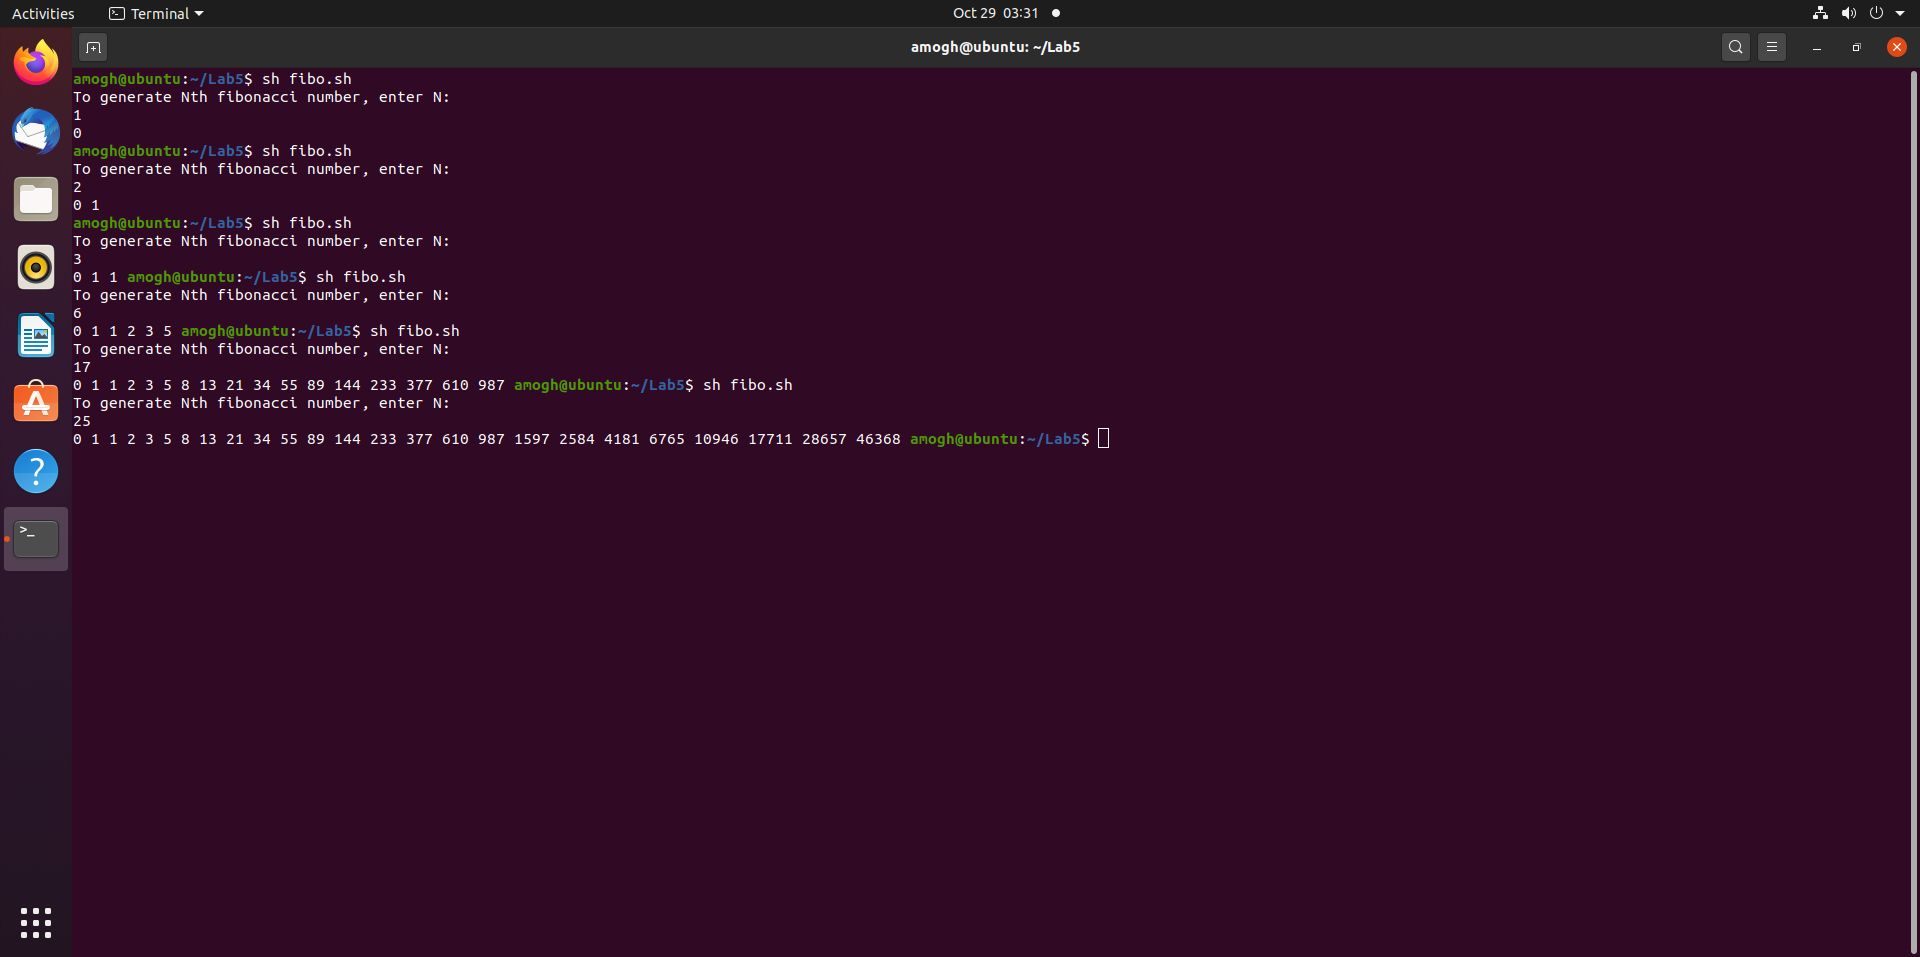 Activities Terminal Oct 29 03:31
amogh@ubuntu: ~/Lab5
amogh@ubuntu:~/Lab5$ sh fibo.sh
To generate Nth fibonacci number, enter N:
1
0
amogh@ubuntu:~/Lab5$ sh fibo.sh
To generate Nth fibonacci number, enter N:
2
0 1
amogh@ubuntu:~/Lab5$ sh fibo.sh
To generate Nth fibonacci number, enter N:
3
0 1 1 amogh@ubuntu:~/Lab5$ sh fibo.sh
To generate Nth fibonacci number, enter N:
6
0 1 1 2 3 5 amogh@ubuntu:~/Lab5$ sh fibo.sh
To generate Nth fibonacci number, enter N:
17
0 1 1 2 3 5 8 13 21 34 55 89 144 233 377 610 987 amogh@ubuntu:~/Lab5$ sh fibo.sh
To generate Nth fibonacci number, enter N:
25
0 1 1 2 3 5 8 13 21 34 55 89 144 233 377 610 987 1597 2584 4181 6765 10946 17711 28657 46368 amogh@ubuntu:~/Lab5$